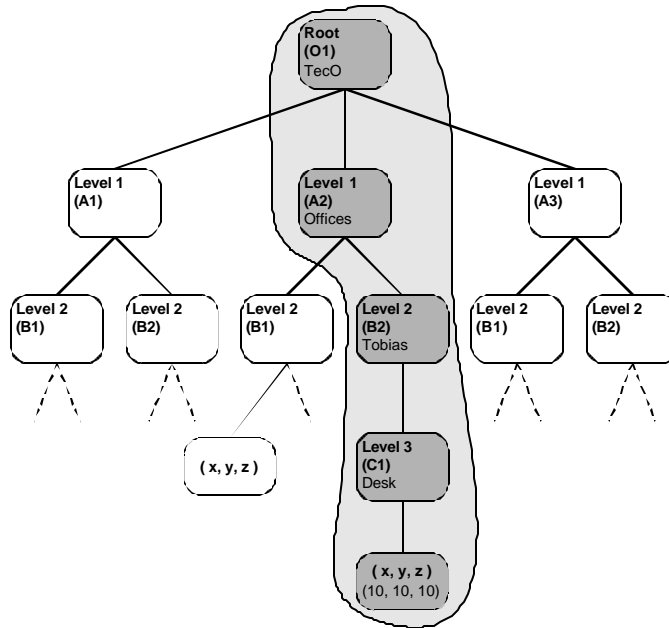 Root
(O1)
TecO
Level 1
(A1)
Level 1
(A2)
Offices
Level 1
(A3)
Level 2
(B1)
Level 2
(B2)
Level 2
(B1)
Level 2
(B2)
Tobias
Level 2
(B1)
Level 2
(B2)
( x, y, z )
Level 3
(C1)
Desk
( x, y, z )
(10, 10, 10)